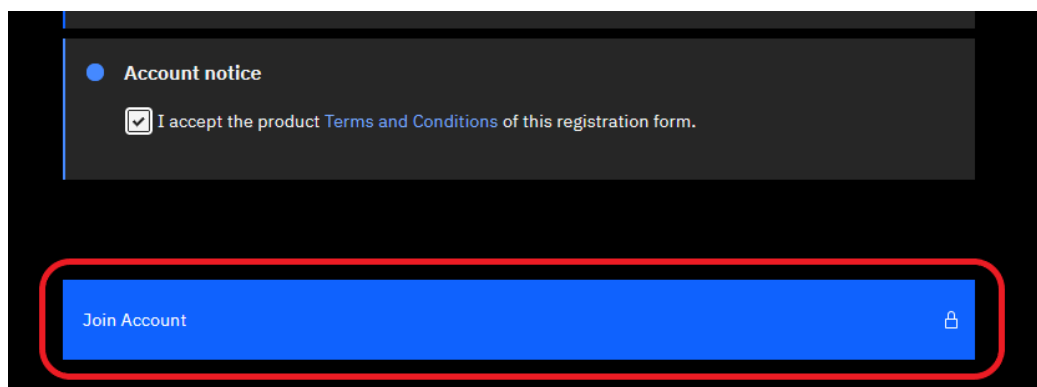 Account notice
I accept the product Terms and Conditions of this registration form.
Join Account